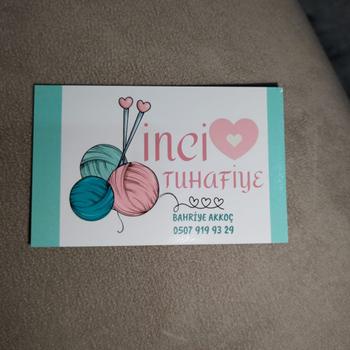 inci
TUHAFİYE
BAHRİYE AKKOÇ
0507 919 93 29